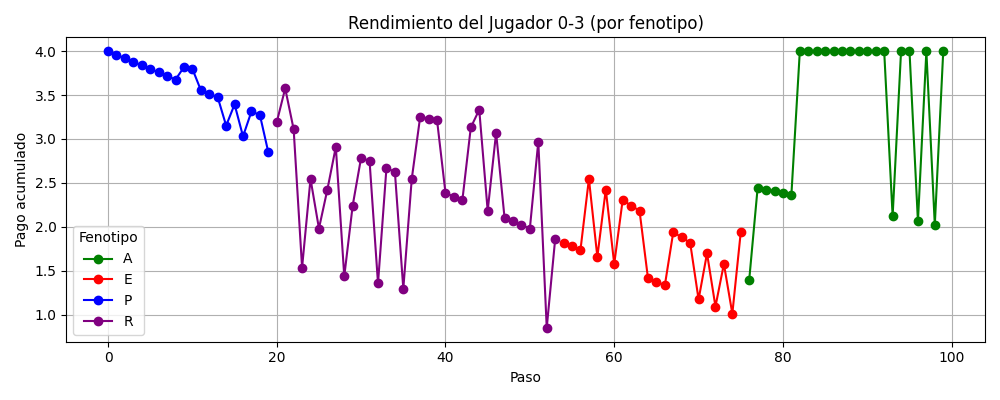 Rendimiento del Jugador 0-3 (por fenotipo)
Pago acumulado
4.0
3.5
3.0
2.5
2.0
1.5
1.0
Fenotipo
A
E
P
R
0 20 40 60 80 100
Paso